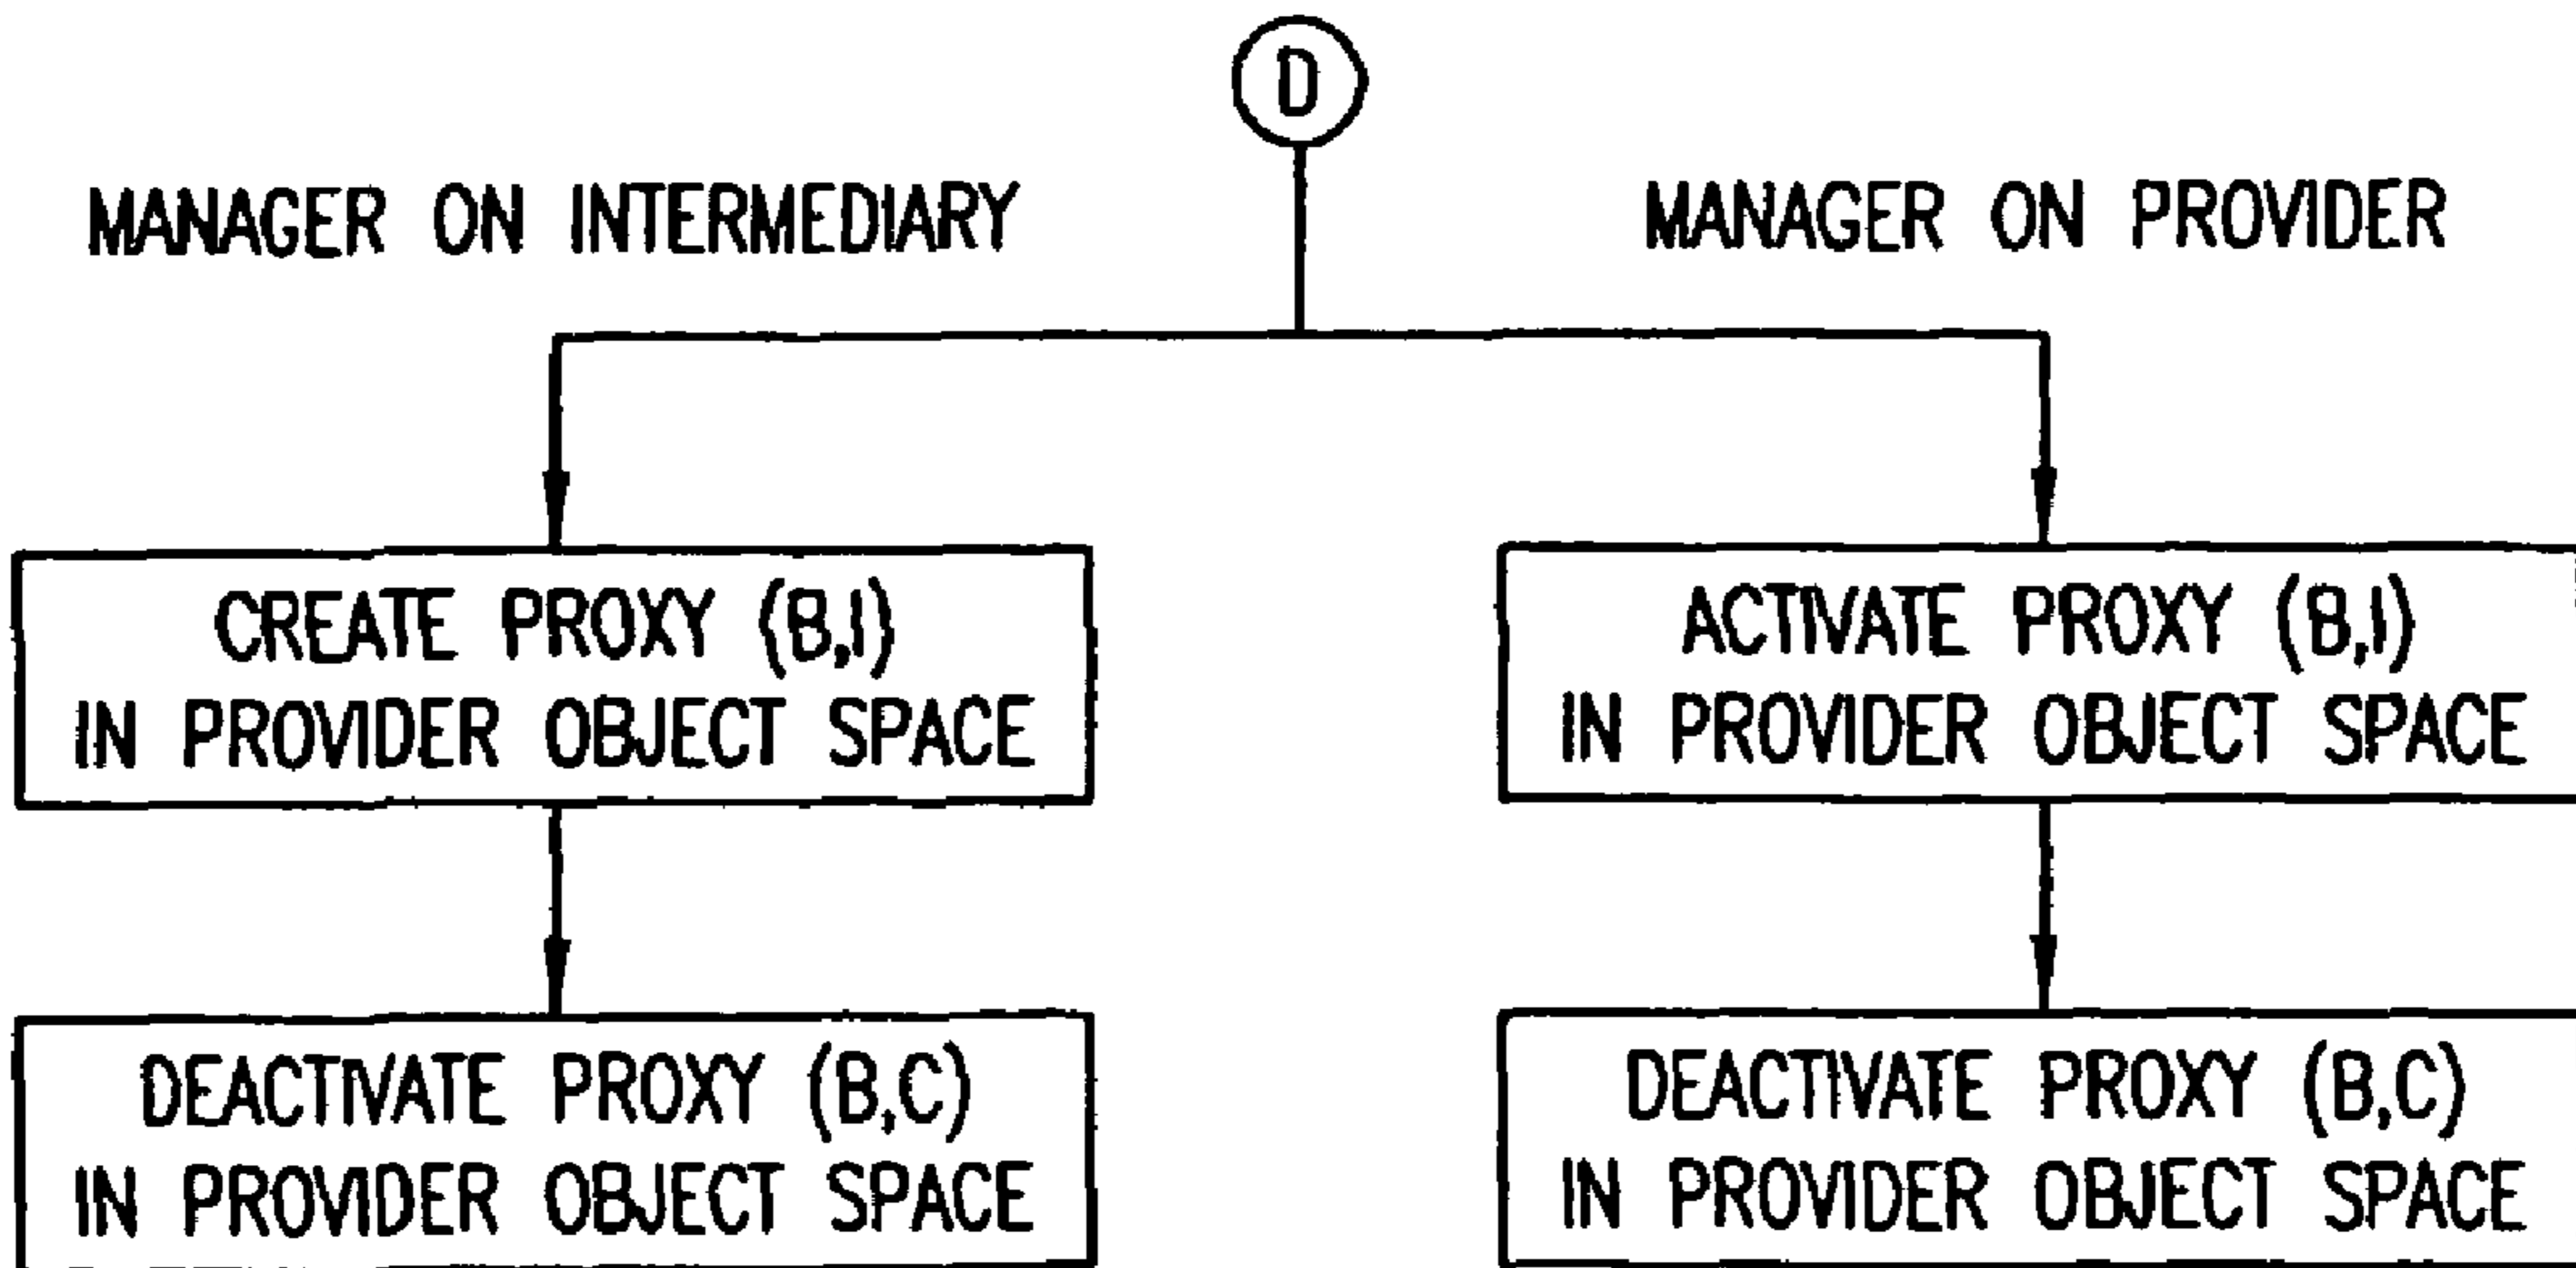 D
MANAGER ON INTERMEDIARY
MANAGER ON PROVIDER
CREATE PROXY (B,I)
IN PROVIDER OBJECT SPACE
ACTIVATE PROXY (B,I)
IN PROVIDER OBJECT SPACE
DEACTIVATE PROXY (B,C)
IN PROVIDER OBJECT SPACE
DEACTIVATE PROXY (B,C)
IN PROVIDER OBJECT SPACE